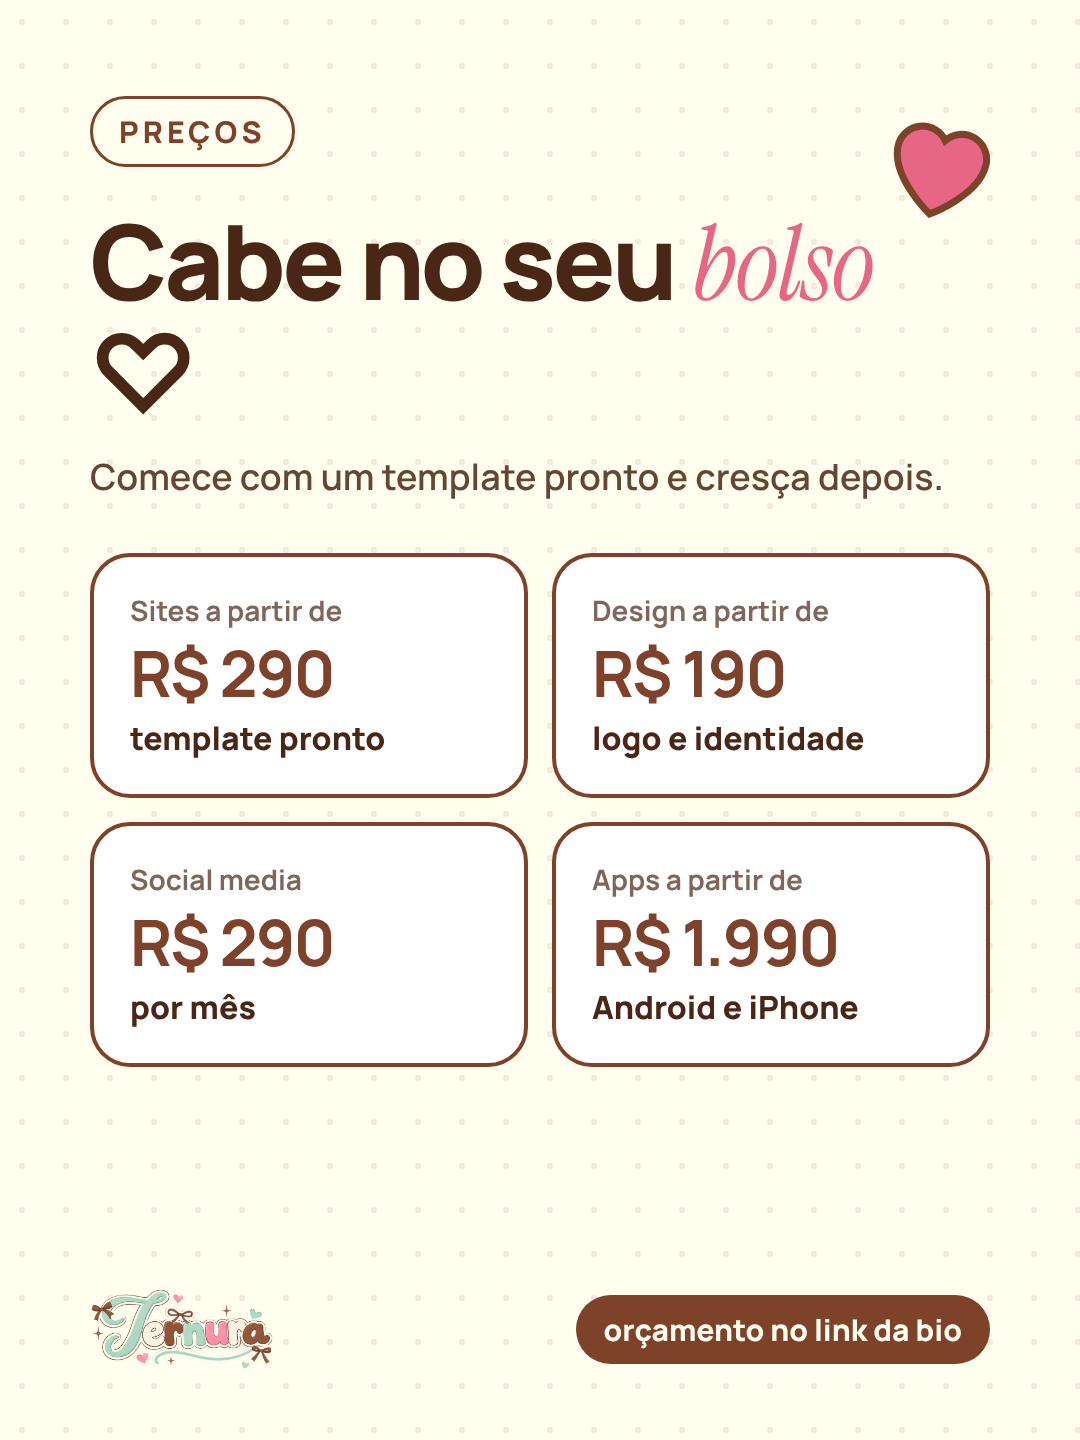 PREÇOS
Cabe no seu bolso
♡
Comece com um template pronto e cresça depois.
Sites a partir de
R$ 290
template pronto
Design a partir de
R$ 190
logo e identidade
Social media
R$ 290
por mês
Apps a partir de
R$ 1.990
Android e iPhone
Ternura
orçamento no link da bio